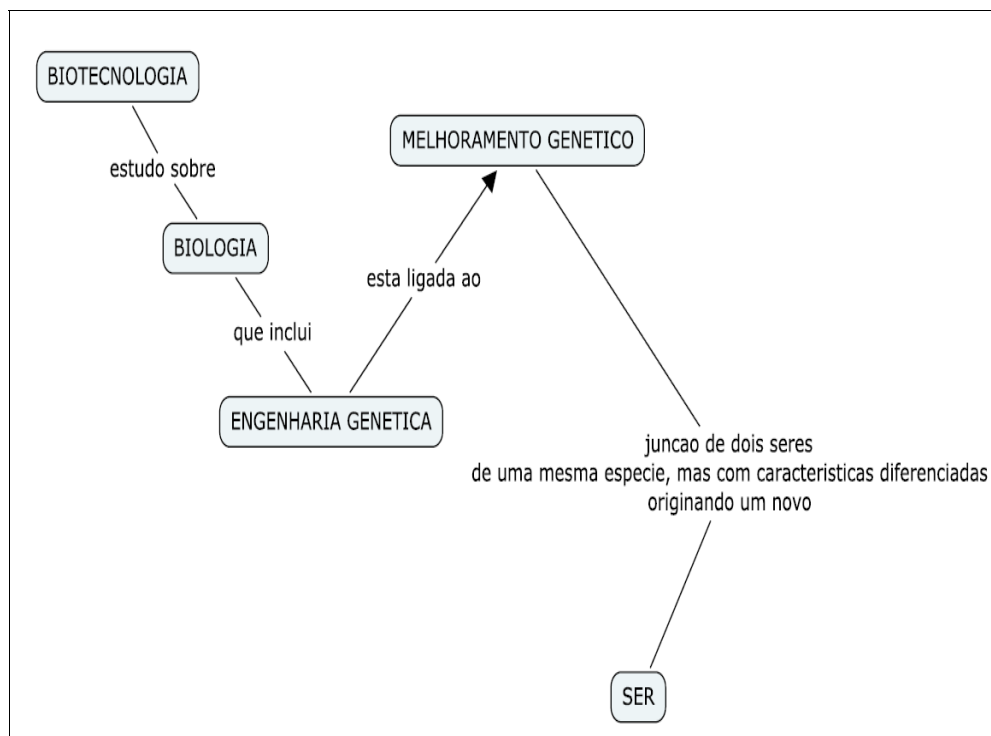 BIOTECNOLOGIA
estudo sobre
BIOLOGIA
que inclui
ENGENHARIA GENETICA
esta ligada ao
MELHORAMENTO GENETICO
juncao de dois seres
de uma mesma especie, mas com caracteristicas diferenciadas
originando um novo
SER